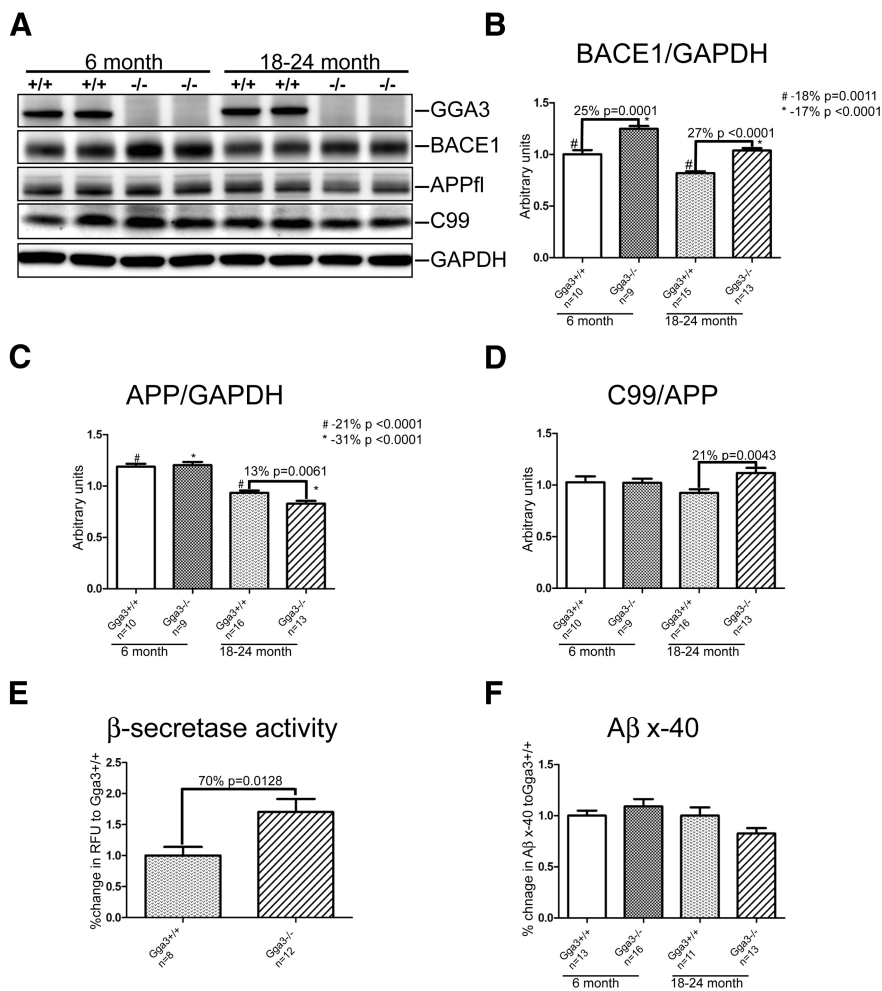 A
6 month
18-24 month
+/+ +/+ -/- -/- +/+ +/+ -/- -/-
GGA3
BACE1
APPfl
C99
GAPDH
B
BACE1/GAPDH
# -18% p=0.0011
* -17% p <0.0001
25% p=0.0001
27% p <0.0001
#
*
#
*
Arbitrary units
1.5
1.0
0.5
0.0
Gga3+/+
n=10
Gga3-/-
n=9
Gga3+/+
n=15
Ggs3-/-
n=13
6 month
18-24 month
C
APP/GAPDH
# -21% p <0.0001
* -31% p <0.0001
13% p=0.0061
#
*
#
*
Arbitrary units
1.5
1.0
0.5
0.0
Gga3+/+
n=10
Gga3-/-
n=9
Gga3+/+
n=16
Gga3-/-
n=13
6 month
18-24 month
D
C99/APP
21% p=0.0043
Arbitrary units
1.5
1.0
0.5
0.0
Gga3+/+
n=10
Gga3-/-
n=9
Gga3+/+
n=16
Gga3-/-
n=13
6 month
18-24 month
E
β-secretase activity
70% p=0.0128
%change in RFU to Gga3+/+
2.5
2.0
1.5
1.0
0.5
0.0
Gga3+/+
n=8
Gga3-/-
n=12
F
Aβ x-40
% chnage in Aβ x-40 toGga3+/+
1.5
1.0
0.5
0.0
Gga3+/+
n=13
Gga3-/-
n=16
Gga3+/+
n=11
Gga3-/-
n=13
6 month
18-24 month